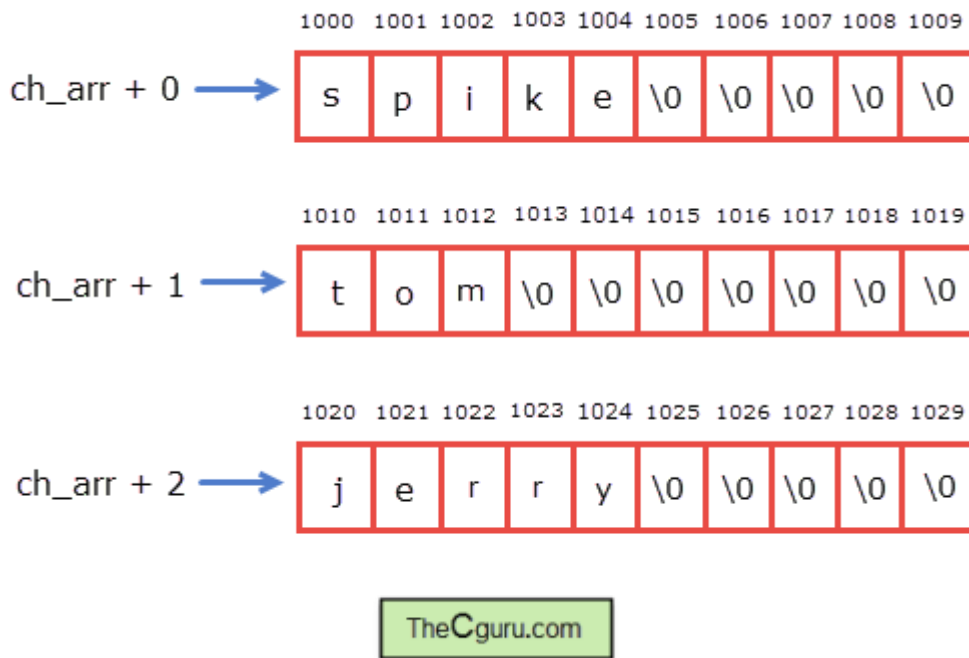 1000 1001 1002 1003 1004 1005 1006 1007 1008 1009
ch_arr + 0 s p i k e \0 \0 \0 \0 \0
1010 1011 1012 1013 1014 1015 1016 1017 1018 1019
ch_arr + 1 t o m \0 \0 \0 \0 \0 \0 \0
1020 1021 1022 1023 1024 1025 1026 1027 1028 1029
ch_arr + 2 j e r r y \0 \0 \0 \0 \0
TheCguru.com